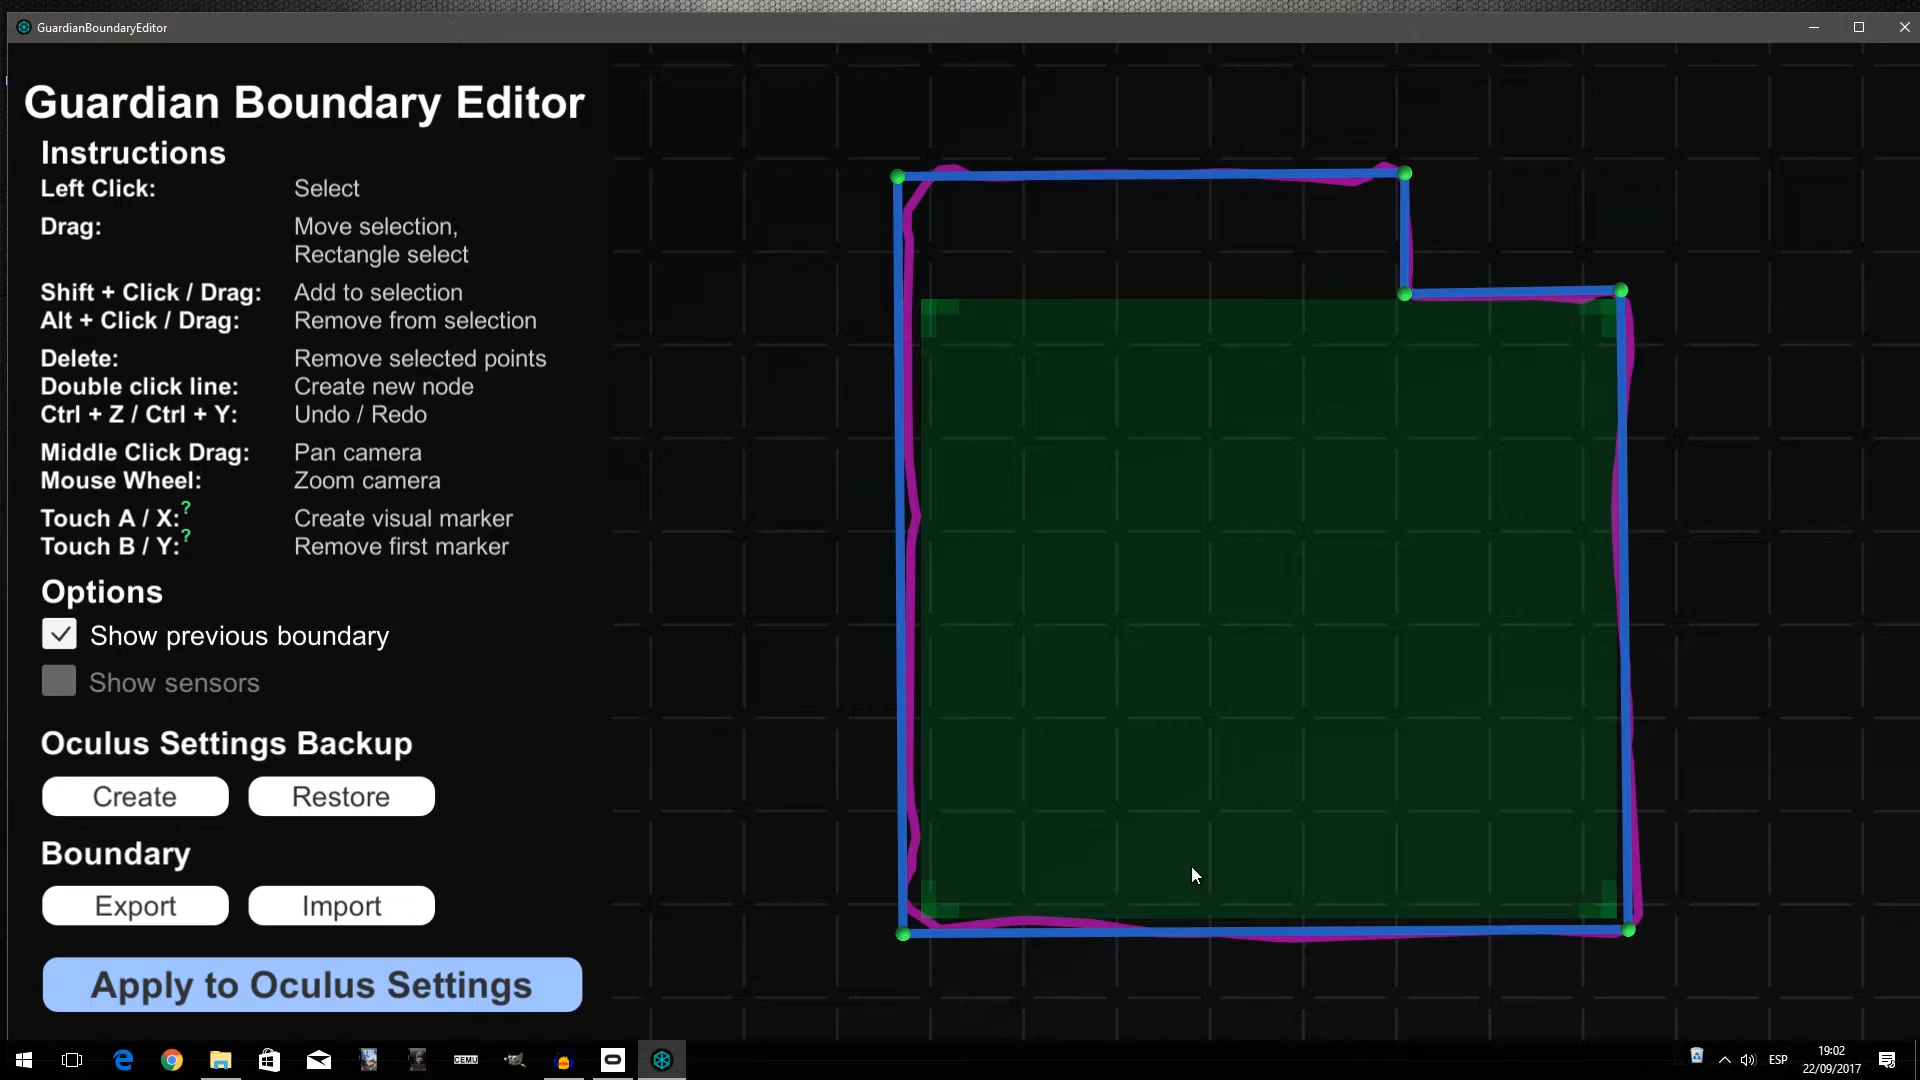 GuardianBoundaryEditor
Guardian Boundary Editor
Instructions
Left Click: Select
Drag: Move selection,
Rectangle select
Shift + Click / Drag: Add to selection
Alt + Click / Drag: Remove from selection
Delete: Remove selected points
Double click line: Create new node
Ctrl + Z / Ctrl + Y: Undo / Redo
Middle Click Drag: Pan camera
Mouse Wheel: Zoom camera
Touch A / X:? Create visual marker
Touch B / Y:? Remove first marker
Options
Show previous boundary
Show sensors
Oculus Settings Backup
Create Restore
Boundary
Export Import
Apply to Oculus Settings
CEMU
ESP
19:02
22/09/2017